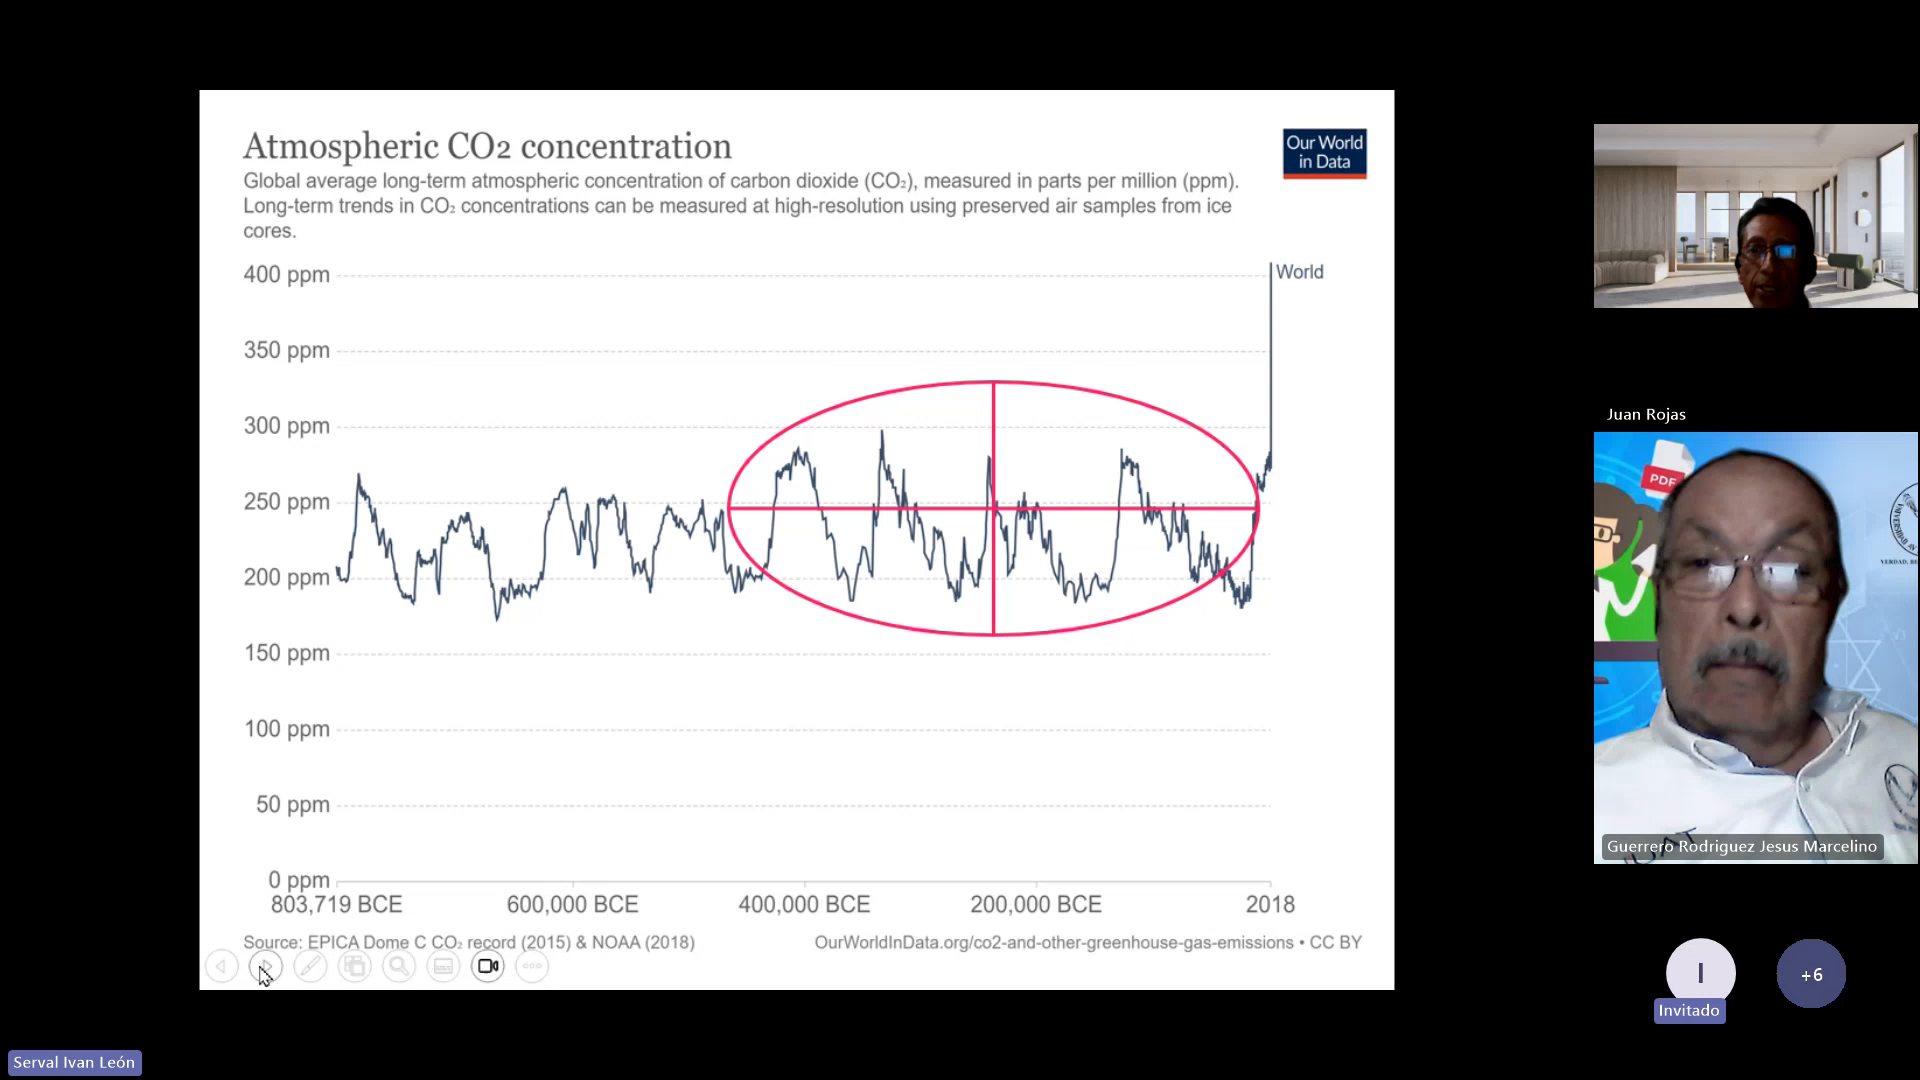 Atmospheric CO2 concentration
Our World
in Data
Global average long-term atmospheric concentration of carbon dioxide (CO₂), measured in parts per million (ppm).
Long-term trends in CO₂ concentrations can be measured at high-resolution using preserved air samples from ice
cores.
400 ppm
World
350 ppm
300 ppm
250 ppm
200 ppm
150 ppm
100 ppm
50 ppm
0 ppm
803,719 BCE
600,000 BCE
400,000 BCE
200,000 BCE
2018
Source: EPICA Dome C CO₂ record (2015) & NOAA (2018)
OurWorldInData.org/co2-and-other-greenhouse-gas-emissions • CC BY
Juan Rojas
PDF
Guerrero Rodriguez Jesus Marcelino
I
Invitado
+6
Serval Ivan León